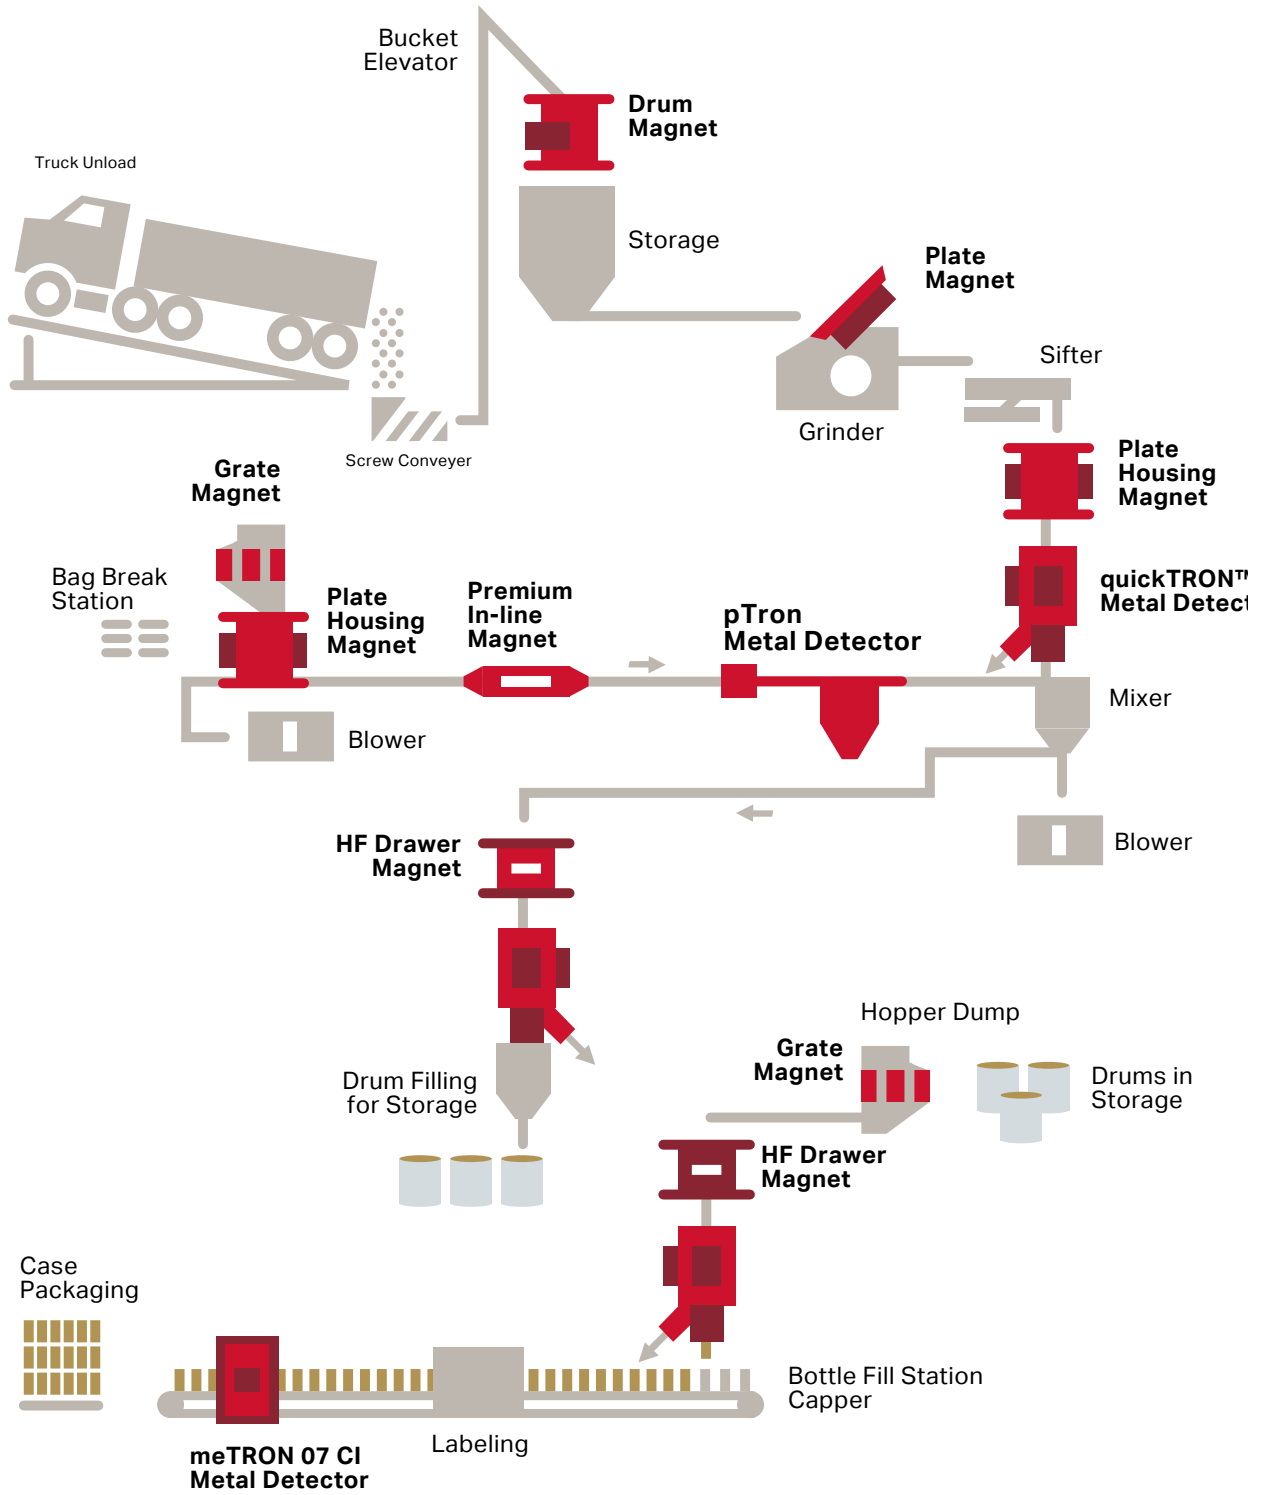 Bucket
Elevator
Drum
Magnet
Truck Unload
Storage
Plate
Magnet
Sifter
Grinder
Screw Conveyer
Plate
Housing
Magnet
Grate
Magnet
Bag Break
Station
Plate
Housing
Magnet
Premium
In-line
Magnet
pTron
Metal Detector
quickTRON™
Metal Detect
Mixer
Blower
Blower
HF Drawer
Magnet
Hopper Dump
Grate
Magnet
Drums in
Storage
Drum Filling
for Storage
HF Drawer
Magnet
Case
Packaging
Bottle Fill Station
Capper
Labeling
meTRON 07 CI
Metal Detector